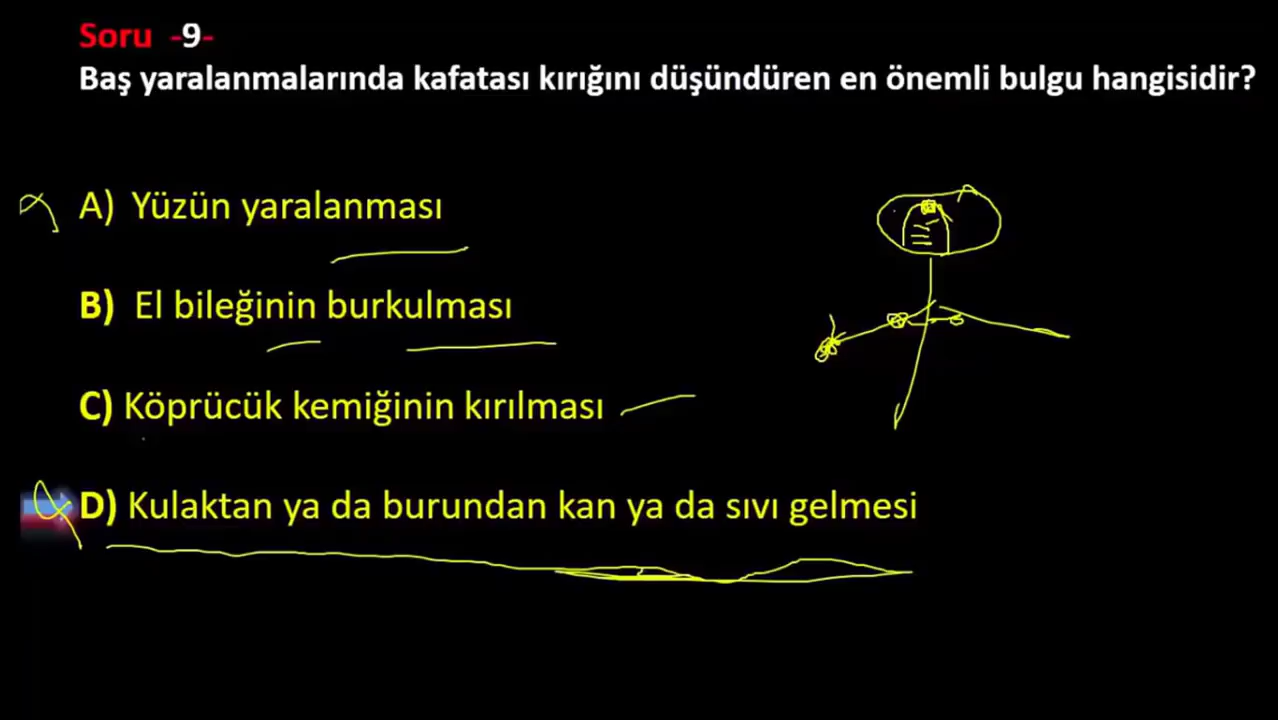 Soru -9-
Baş yaralanmalarında kafatası kırığını düşündüren en önemli bulgu hangisidir?
A) Yüzün yaralanması
B) El bileğinin burkulması
C) Köprücük kemiğinin kırılması
D) Kulaktan ya da burundan kan ya da sıvı gelmesi